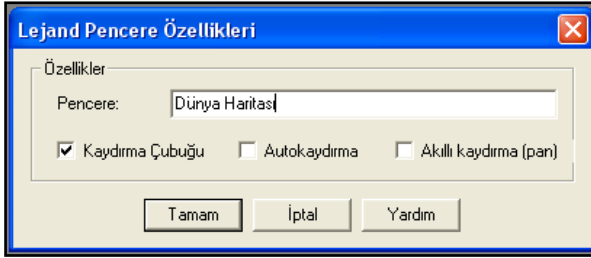 Lejand Pencere Özellikleri
Özellikler
Pencere: Dünya Haritası
Kaydırma Çubuğu Autokaydırma Akıllı kaydırma (pan)
Tamam İptal Yardım